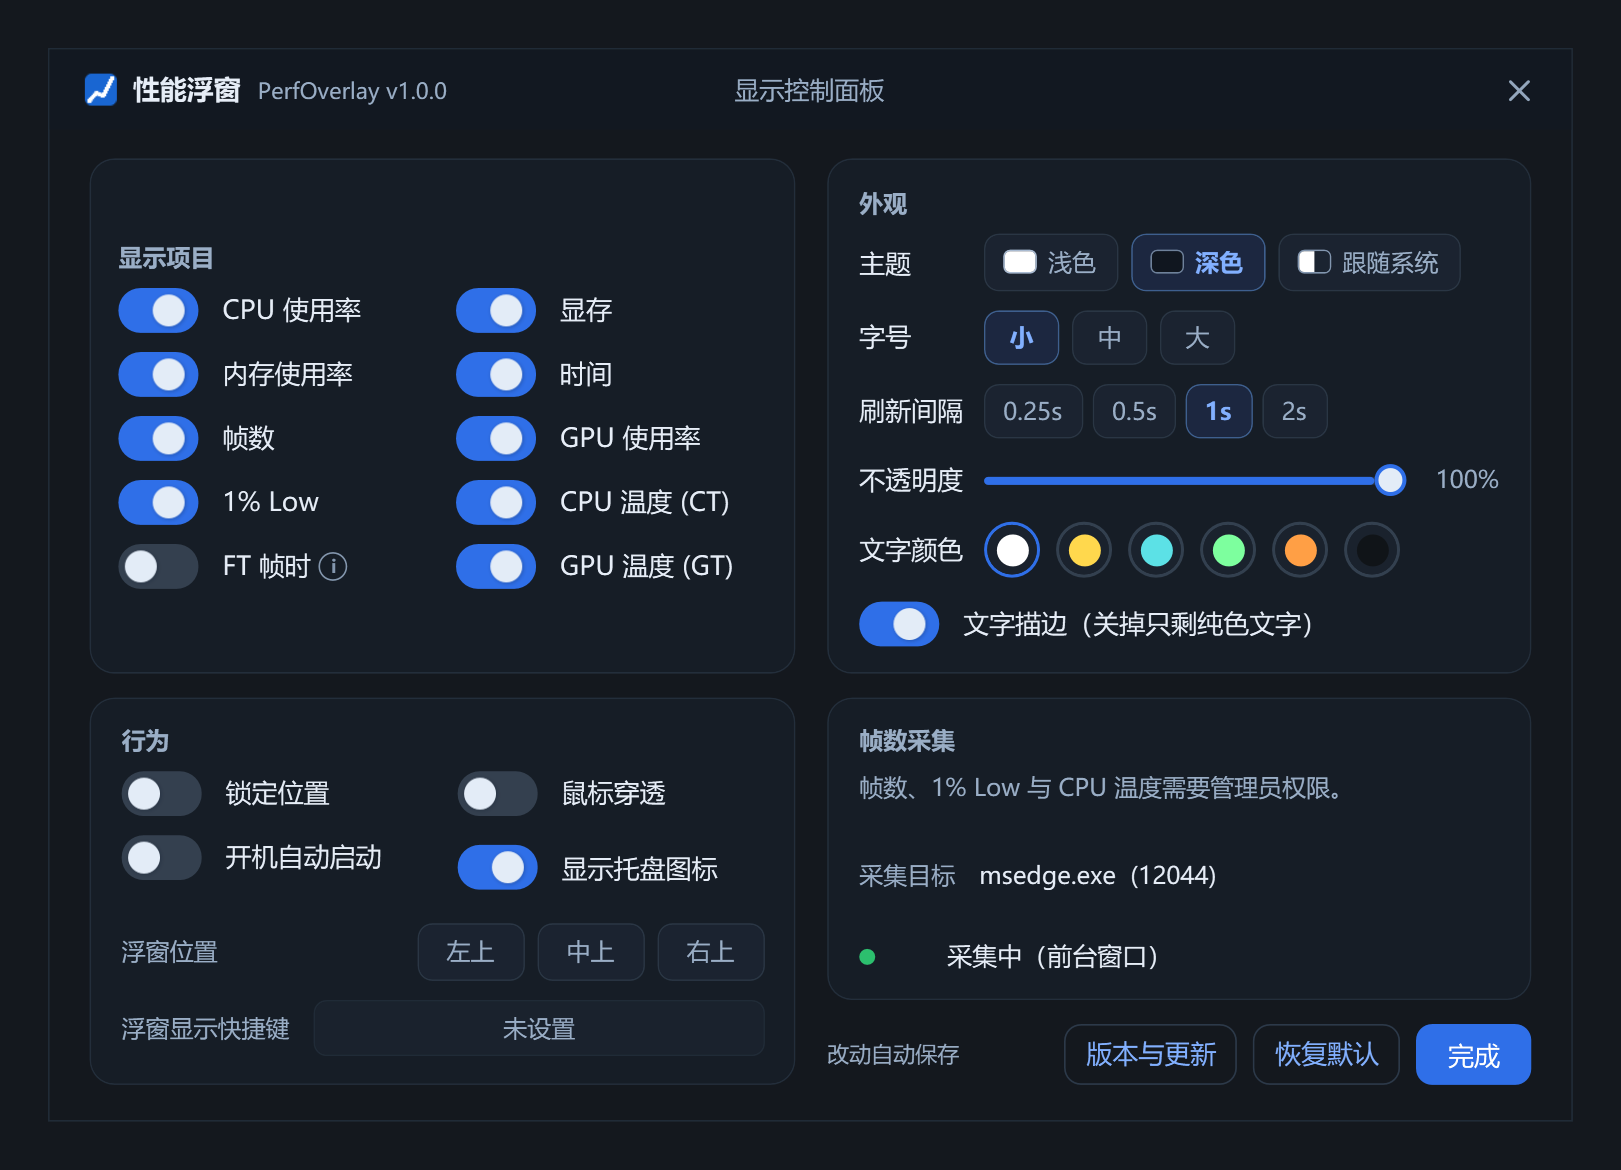 性能浮窗 PerfOverlay v1.0.0
显示控制面板
显示项目
CPU 使用率
显存
内存使用率
时间
帧数
GPU 使用率
1% Low
CPU 温度 (CT)
FT 帧时
GPU 温度 (GT)
外观
主题 浅色 深色 跟随系统
字号 小 中 大
刷新间隔 0.25s 0.5s 1s 2s
不透明度 100%
文字颜色
文字描边（关掉只剩纯色文字）
行为
锁定位置
鼠标穿透
开机自动启动
显示托盘图标
浮窗位置 左上 中上 右上
浮窗显示快捷键 未设置
帧数采集
帧数、1% Low 与 CPU 温度需要管理员权限。
采集目标 msedge.exe (12044)
采集中（前台窗口）
改动自动保存 版本与更新 恢复默认 完成